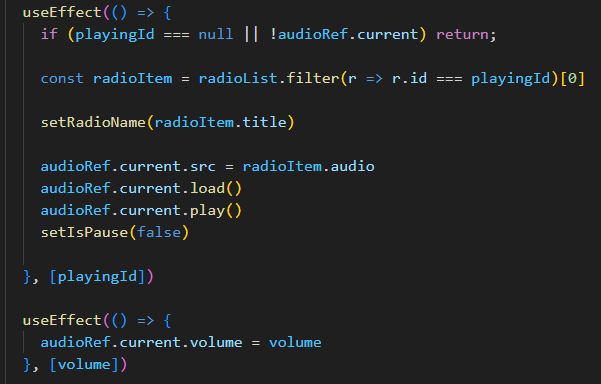 useEffect(() => {
  if (playingId === null || !audioRef.current) return;

  const radioItem = radioList.filter(r => r.id === playingId)[0]

  setRadioName(radioItem.title)

  audioRef.current.src = radioItem.audio
  audioRef.current.load()
  audioRef.current.play()
  setIsPause(false)

}, [playingId])

useEffect(() => {
  audioRef.current.volume = volume
}, [volume])